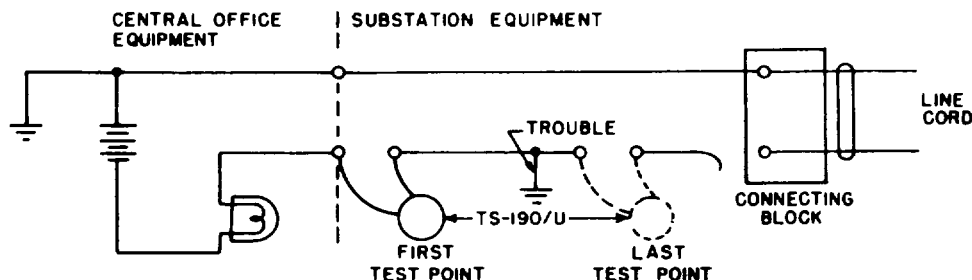 CENTRAL OFFICE
EQUIPMENT
SUBSTATION EQUIPMENT
TROUBLE
LINE
CORD
TS-190/U
CONNECTING
BLOCK
FIRST
TEST POINT
LAST
TEST POINT